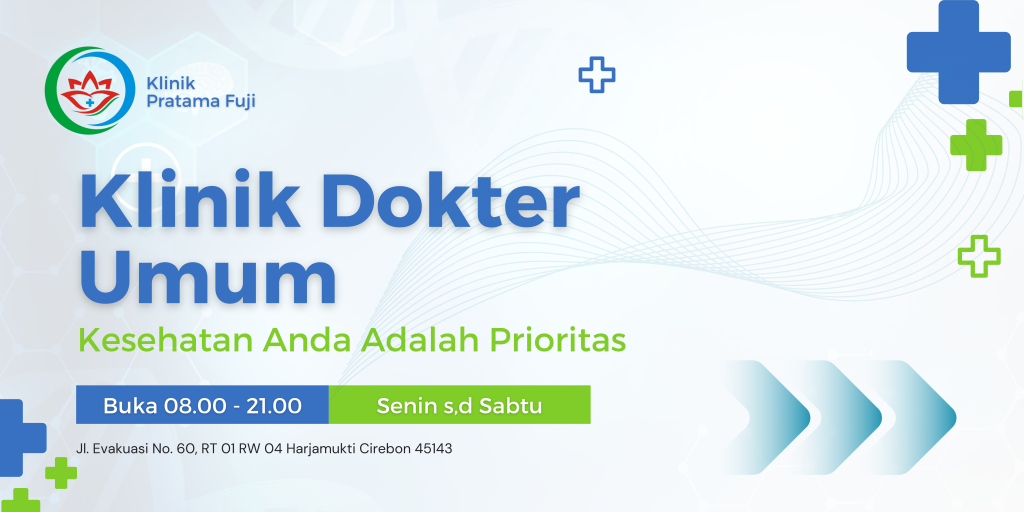 Klinik
Pratama Fuji
Klinik Dokter
Umum
Kesehatan Anda Adalah Prioritas
Buka 08.00 - 21.00 Senin s,d Sabtu
Jl. Evakuasi No. 60, RT 01 RW 04 Harjamukti Cirebon 45143